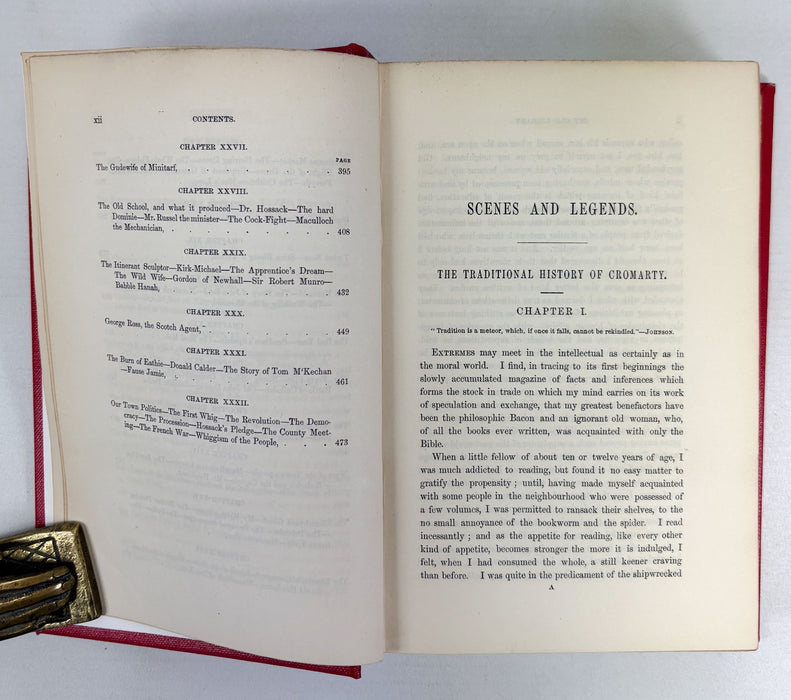 xii CONTENTS.
CHAPTER XXVII.
PAGE
The Gudewife of Minitarf, . . . . . . . 395
CHAPTER XXVIII.
The Old School, and what it produced—Dr. Hossack—The hard
Dominie—Mr. Russel the minister—The Cock-Fight—Maculloch
the Mechanician, . . . . . . . 408
CHAPTER XXIX.
The Itinerant Sculptor—Kirk-Michael—The Apprentice's Dream—
The Wild Wife—Gordon of Newhall—Sir Robert Munro—
Babble Hanah, . . . . . . . 432
CHAPTER XXX.
George Ross, the Scotch Agent, . . . . . . 449
CHAPTER XXXI.
The Burn of Eathie—Donald Calder—The Story of Tom M'Kechan
—Fause Jamie, . . . . . . . 461
CHAPTER XXXII.
Our Town Politics—The First Whig—The Revolution—The Demo-
cracy—The Procession—Hossack's Pledge—The County Meet-
ing—The French War—Whiggism of the People, . . . 473
SCENES AND LEGENDS.
THE TRADITIONAL HISTORY OF CROMARTY.
CHAPTER I.
" Tradition is a meteor, which, if once it falls, cannot be rekindled."—JOHNSON.
EXTREMES may meet in the intellectual as certainly as in
the moral world. I find, in tracing to its first beginnings the
slowly accumulated magazine of facts and inferences which
forms the stock in trade on which my mind carries on its work
of speculation and exchange, that my greatest benefactors have
been the philosophic Bacon and an ignorant old woman, who,
of all the books ever written, was acquainted with only the
Bible.
When a little fellow of about ten or twelve years of age, I
was much addicted to reading, but found it no easy matter to
gratify the propensity ; until, having made myself acquainted
with some people in the neighbourhood who were possessed of
a few volumes, I was permitted to ransack their shelves, to the
no small annoyance of the bookworm and the spider. I read
incessantly ; and as the appetite for reading, like every other
kind of appetite, becomes stronger the more it is indulged, I
felt, when I had consumed the whole, a still keener craving
than before. I was quite in the predicament of the shipwrecked
A